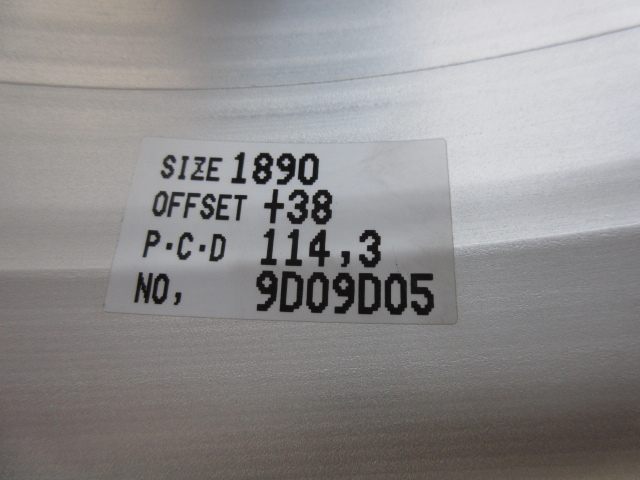 SIZE 1890
OFFSET +38
P·C·D 114,3
NO, 9D09D05